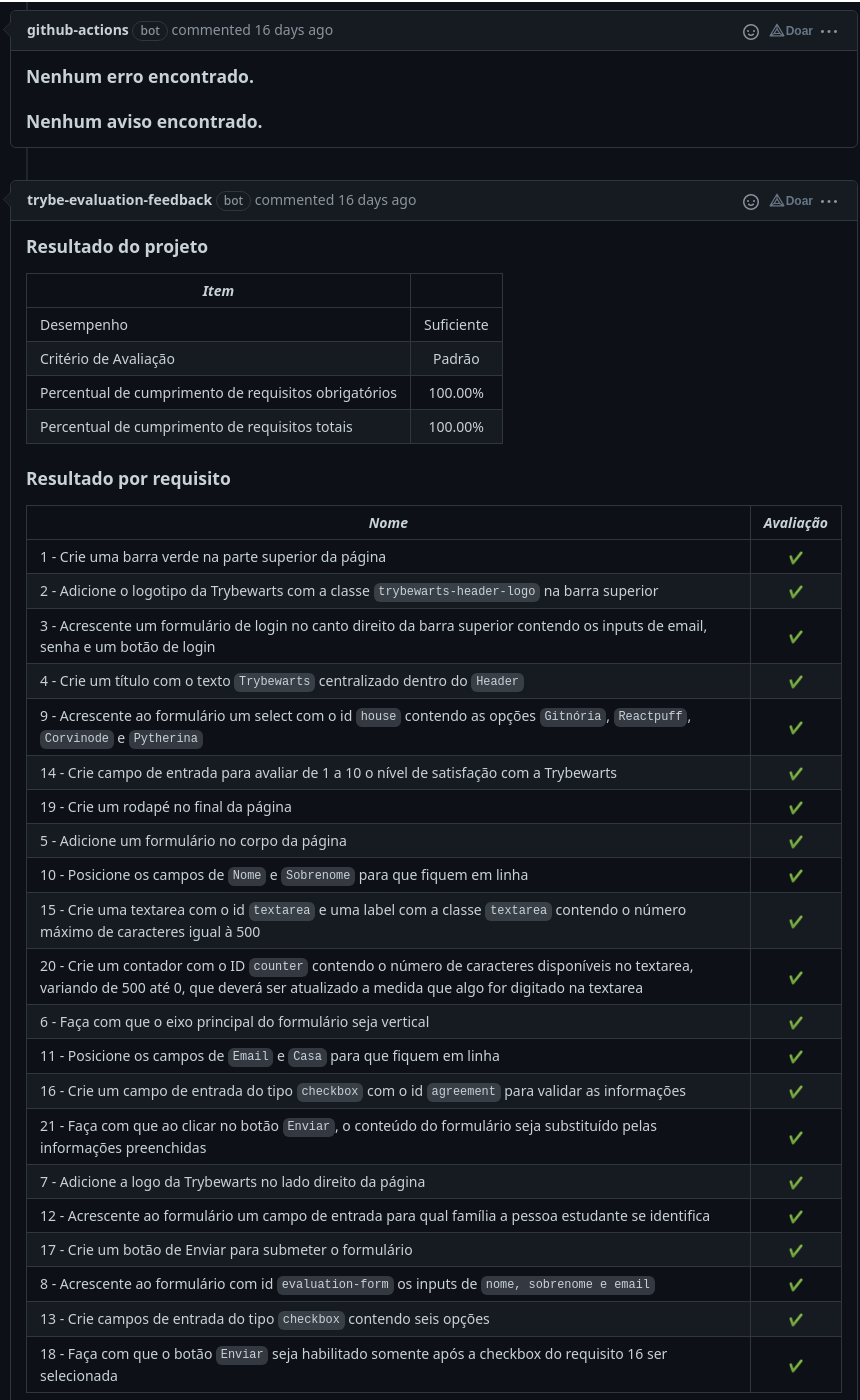 github-actions bot commented 16 days ago Doar
Nenhum erro encontrado.
Nenhum aviso encontrado.
trybe-evaluation-feedback bot commented 16 days ago Doar
Resultado do projeto
Item
Desempenho Suficiente
Critério de Avaliação Padrão
Percentual de cumprimento de requisitos obrigatórios 100.00%
Percentual de cumprimento de requisitos totais 100.00%
Resultado por requisito
Nome Avaliação
1 - Crie uma barra verde na parte superior da página
2 - Adicione o logotipo da Trybewarts com a classe trybewarts-header-logo na barra superior
3 - Acrescente um formulário de login no canto direito da barra superior contendo os inputs de email,
senha e um botão de login
4 - Crie um título com o texto Trybewarts centralizado dentro do Header
9 - Acrescente ao formulário um select com o id house contendo as opções Gitnória, Reactpuff,
Corvinode e Pytherina
14 - Crie campo de entrada para avaliar de 1 a 10 o nível de satisfação com a Trybewarts
19 - Crie um rodapé no final da página
5 - Adicione um formulário no corpo da página
10 - Posicione os campos de Nome e Sobrenome para que fiquem em linha
15 - Crie uma textarea com o id textarea e uma label com a classe textarea contendo o número
máximo de caracteres igual à 500
20 - Crie um contador com o ID counter contendo o número de caracteres disponíveis no textarea,
variando de 500 até 0, que deverá ser atualizado a medida que algo for digitado na textarea
6 - Faça com que o eixo principal do formulário seja vertical
11 - Posicione os campos de Email e Casa para que fiquem em linha
16 - Crie um campo de entrada do tipo checkbox com o id agreement para validar as informações
21 - Faça com que ao clicar no botão Enviar, o conteúdo do formulário seja substituído pelas
informações preenchidas
7 - Adicione a logo da Trybewarts no lado direito da página
12 - Acrescente ao formulário um campo de entrada para qual família a pessoa estudante se identifica
17 - Crie um botão de Enviar para submeter o formulário
8 - Acrescente ao formulário com id evaluation-form os inputs de nome, sobrenome e email
13 - Crie campos de entrada do tipo checkbox contendo seis opções
18 - Faça com que o botão Enviar seja habilitado somente após a checkbox do requisito 16 ser
selecionada